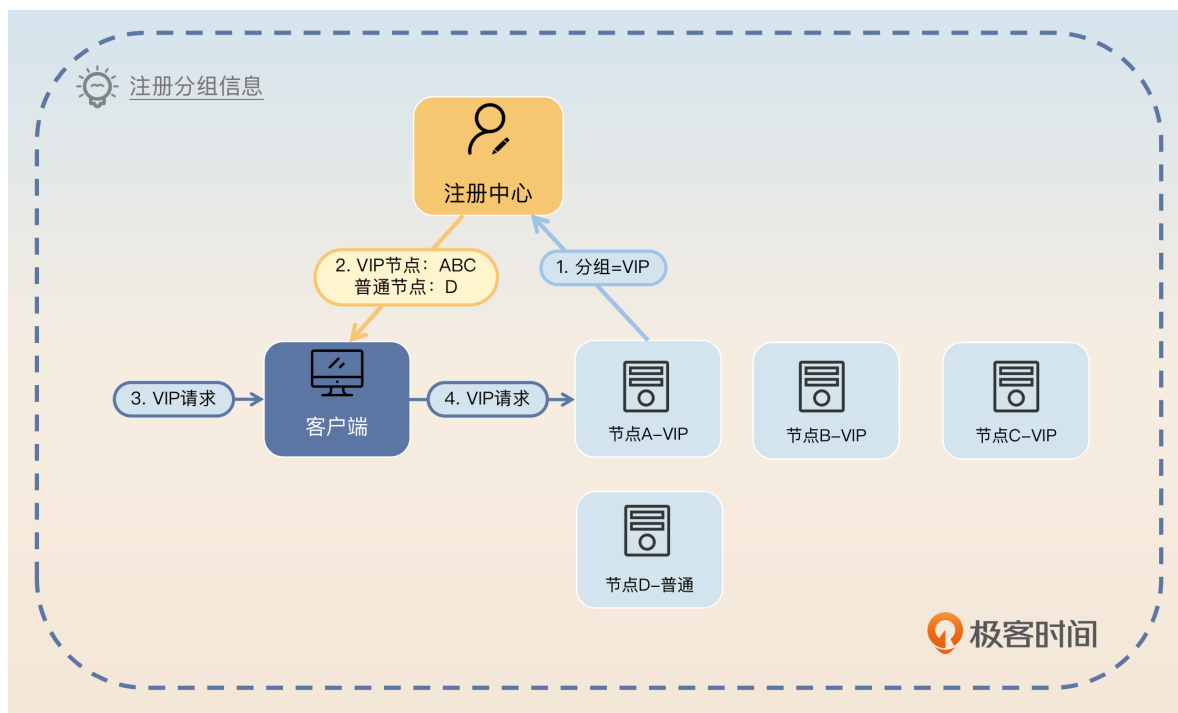 注册分组信息
注册中心
2. VIP节点：ABC
普通节点：D
1. 分组=VIP
3. VIP请求
客户端
4. VIP请求
节点A-VIP
节点B-VIP
节点C-VIP
节点D-普通
极客时间